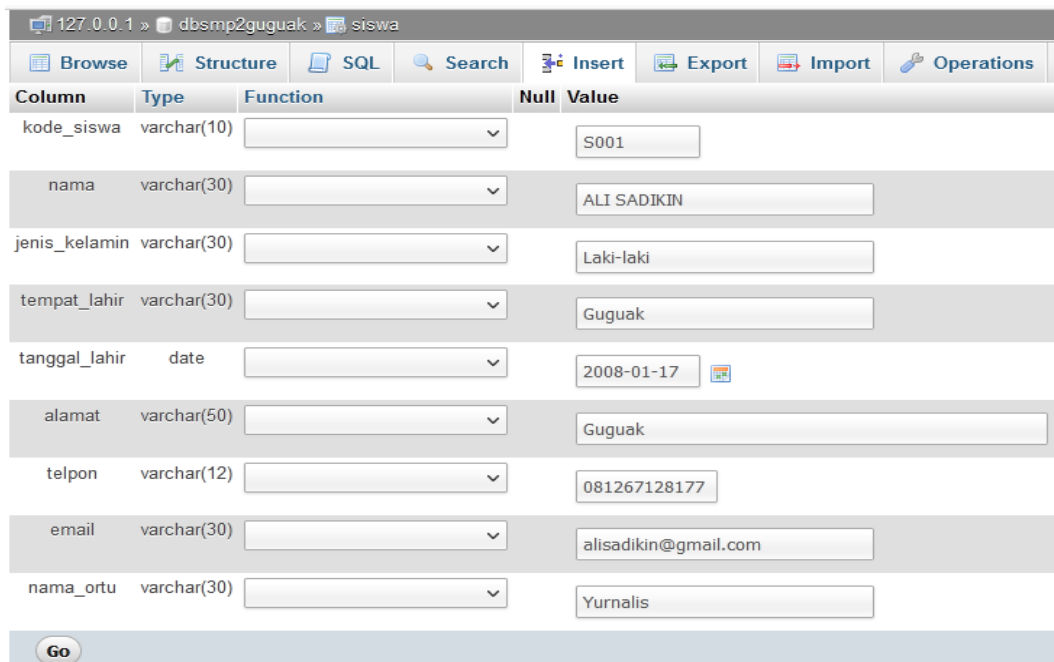 127.0.0.1 » dbsmp2guguak » siswa
Browse Structure SQL Search Insert Export Import Operations
Column Type Function Null Value
kode_siswa varchar(10) S001
nama varchar(30) ALI SADIKIN
jenis_kelamin varchar(30) Laki-laki
tempat_lahir varchar(30) Guguak
tanggal_lahir date 2008-01-17
alamat varchar(50) Guguak
telpon varchar(12) 081267128177
email varchar(30) alisadikin@gmail.com
nama_ortu varchar(30) Yurnalis
Go